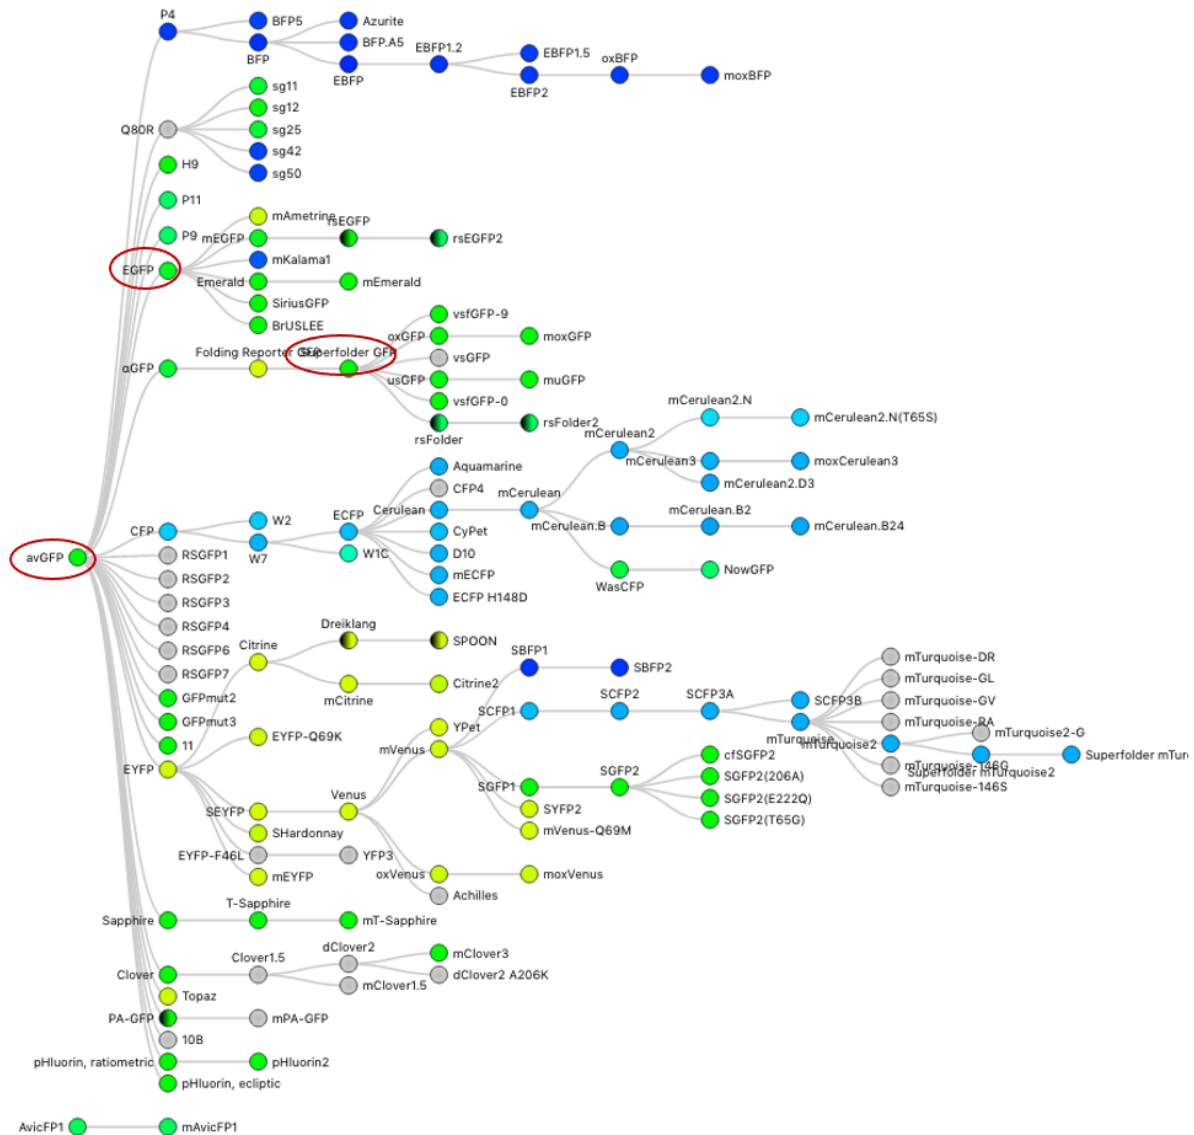 P4
BFP5
Azurite
BFP
BFP.A5
EBFP
EBFP1.2
EBFP1.5
EBFP2
oxBFP
moxBFP
Q80R
sg11
sg12
sg25
sg42
sg50
H9
P11
P9
EGFP
mAmetrine
mEGFP
rsEGFP
rsEGFP2
mKalama1
Emerald
mEmerald
SiriusGFP
BrUSLEE
αGFP
Folding Reporter GFP
Superfolder GFP
vsfGFP-9
oxGFP
moxGFP
vsGFP
usGFP
muGFP
vsfGFP-0
rsFolder
rsFolder2
avGFP
CFP
W2
W7
ECFP
W1C
Aquamarine
CFP4
Cerulean
CyPet
D10
mECFP
ECFP H148D
mCerulean
mCerulean2
mCerulean2.N
mCerulean2.N(T65S)
mCerulean3
moxCerulean3
mCerulean2.D3
mCerulean.B
mCerulean.B2
mCerulean.B24
WasCFP
NowGFP
RSGFP1
RSGFP2
RSGFP3
RSGFP4
RSGFP6
RSGFP7
GFPmut2
GFPmut3
11
EYFP
Citrine
Dreiklang
SPOON
mCitrine
Citrine2
EYFP-Q69K
SEYFP
Venus
SHardonnay
EYFP-F46L
YFP3
mEYFP
mVenus
YPet
SBFP1
SBFP2
SCFP1
SCFP2
SCFP3A
SCFP3B
mTurquoise
mTurquoise-DR
mTurquoise-GL
mTurquoise-GV
mTurquoise-RA
mTurquoise2
mTurquoise2-G
Superfolder mTurquoise2
Superfolder mTur
mTurquoise-146G
mTurquoise-146S
SGFP1
SGFP2
cfSGFP2
SGFP2(206A)
SGFP2(E222Q)
SGFP2(T65G)
SYFP2
mVenus-Q69M
oxVenus
moxVenus
Achilles
Sapphire
T-Sapphire
mT-Sapphire
Clover
Clover1.5
dClover2
mClover3
dClover2 A206K
mClover1.5
Topaz
PA-GFP
mPA-GFP
10B
pHluorin, ratiometric
pHluorin2
pHluorin, ecliptic
AvicFP1
mAvicFP1